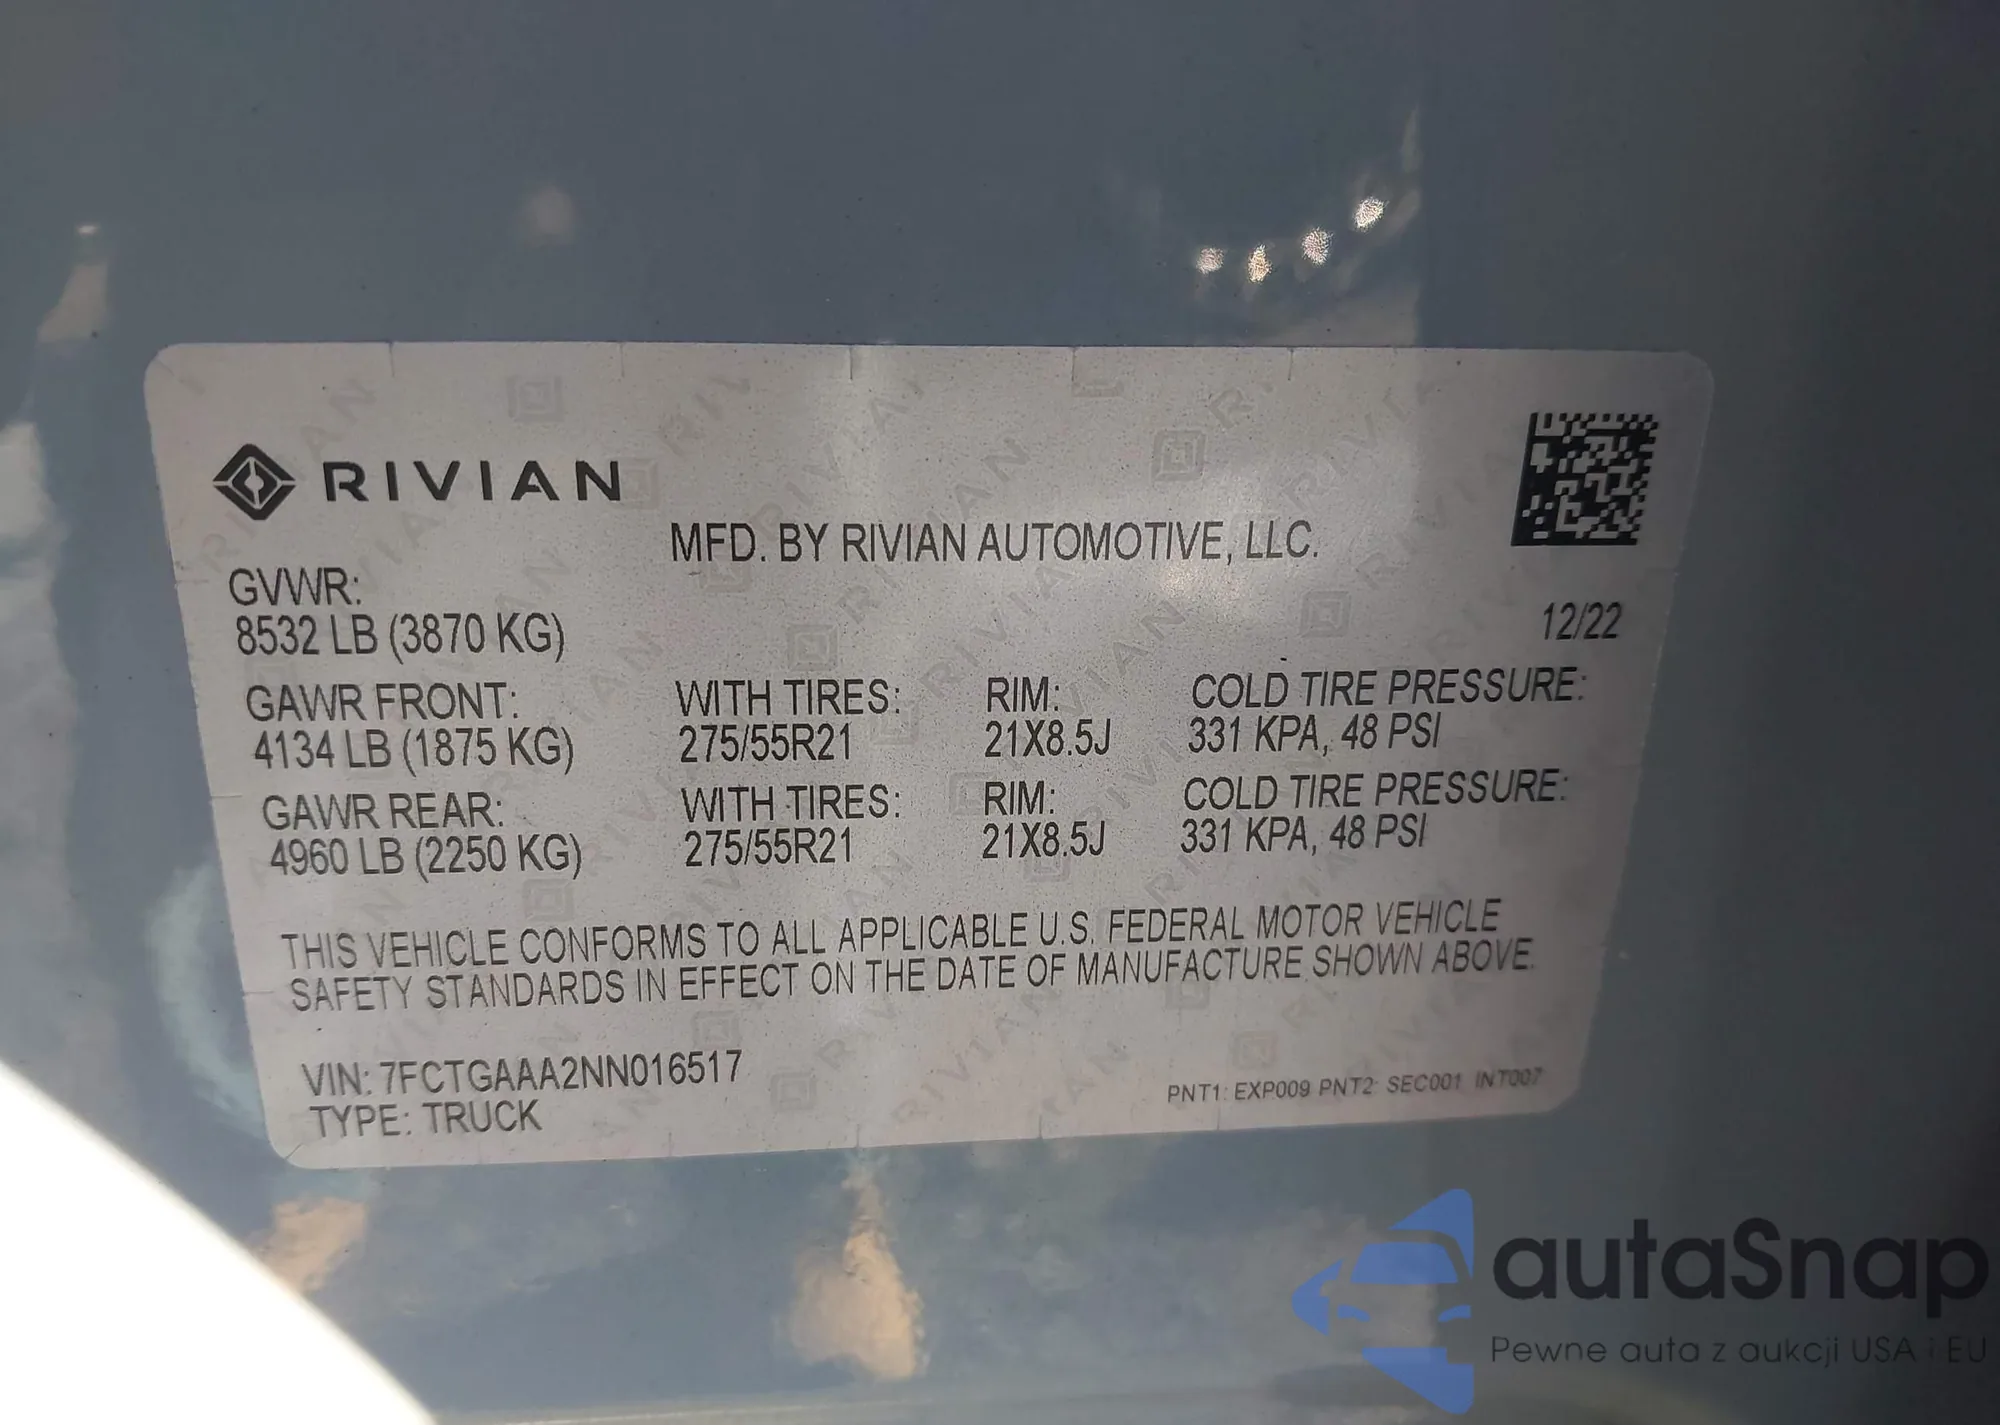 RIVIAN
MFD. BY RIVIAN AUTOMOTIVE, LLC.
GVWR:
8532 LB (3870 KG)
12/22
GAWR FRONT: WITH TIRES: RIM: COLD TIRE PRESSURE:
4134 LB (1875 KG) 275/55R21 21X8.5J 331 KPA, 48 PSI
GAWR REAR: WITH TIRES: RIM: COLD TIRE PRESSURE:
4960 LB (2250 KG) 275/55R21 21X8.5J 331 KPA, 48 PSI
THIS VEHICLE CONFORMS TO ALL APPLICABLE U.S. FEDERAL MOTOR VEHICLE
SAFETY STANDARDS IN EFFECT ON THE DATE OF MANUFACTURE SHOWN ABOVE.
VIN: 7FCTGAAA2NN016517
TYPE: TRUCK
PNT1: EXP009 PNT2: SEC001 INT007
autaSnap
Pewne auta z aukcji USA i EU